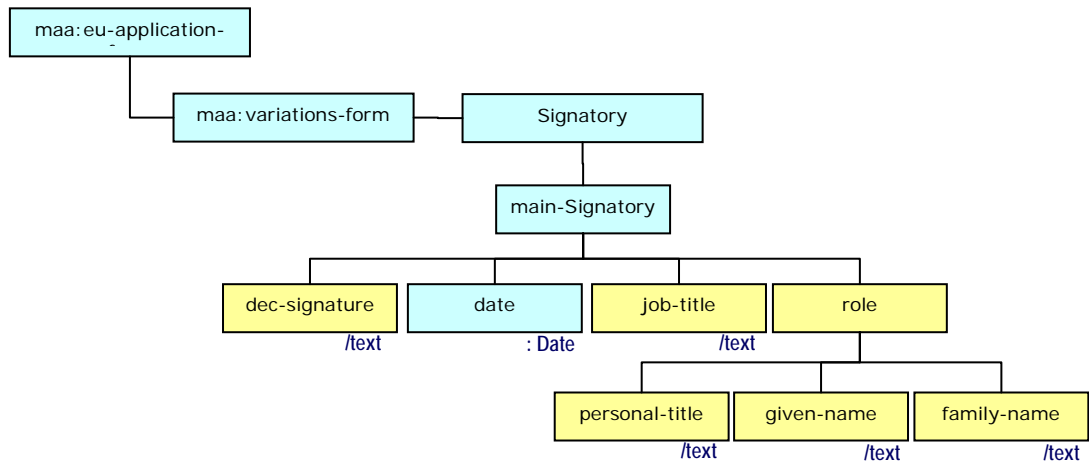 maa:eu-application-
maa:variations-form
Signatory
main-Signatory
dec-signature
date
job-title
role
/text
: Date
/text
personal-title
given-name
family-name
/text
/text
/text